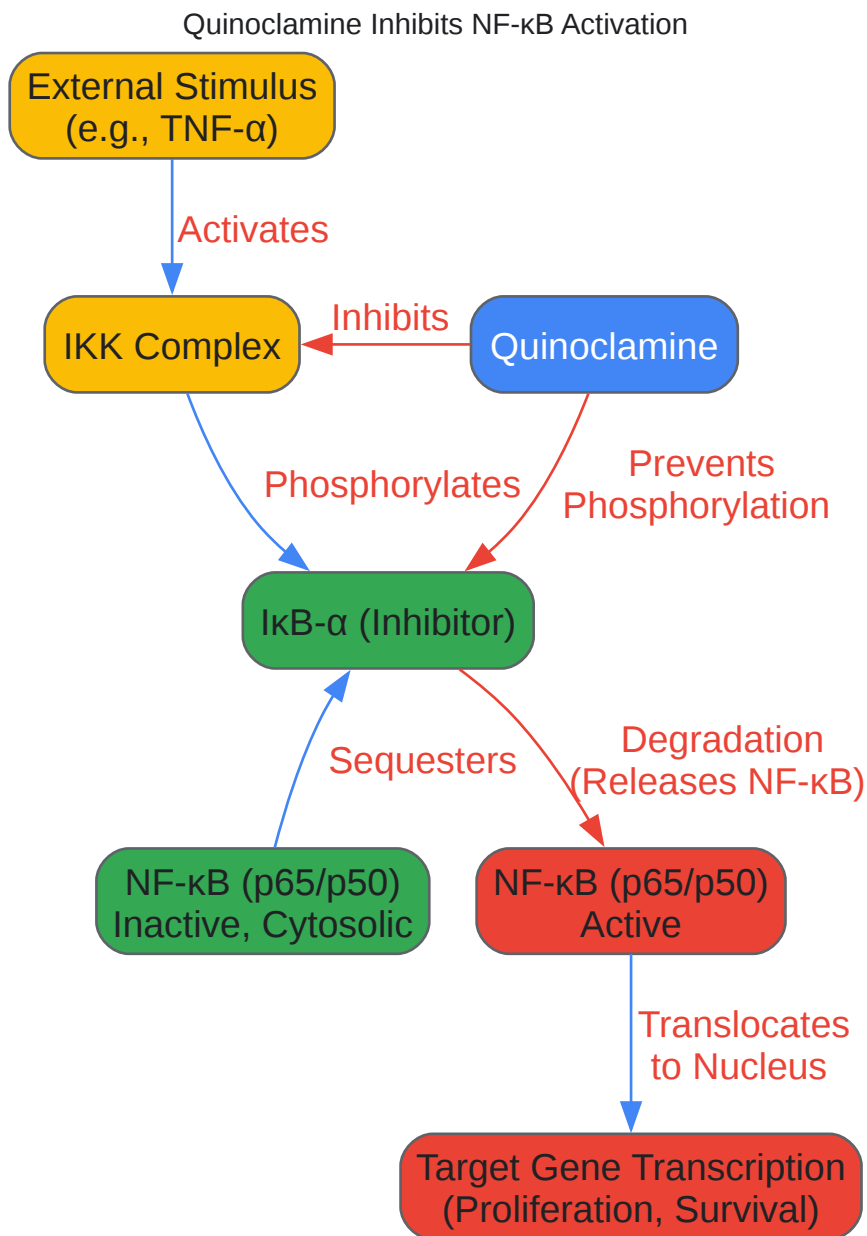 Quinoclamine Inhibits NF-κB Activation
External Stimulus
(e.g., TNF-α)
Activates
IKK Complex
Inhibits
Quinoclamine
Phosphorylates
Prevents
Phosphorylation
IκB-α (Inhibitor)
Sequesters
Degradation
(Releases NF-κB)
NF-κB (p65/p50)
Inactive, Cytosolic
NF-κB (p65/p50)
Active
Translocates
to Nucleus
Target Gene Transcription
(Proliferation, Survival)